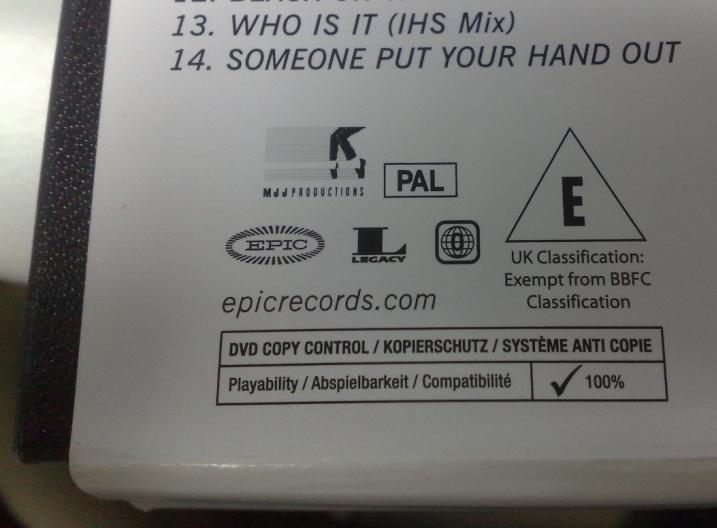 13. WHO IS IT (IHS Mix)
14. SOMEONE PUT YOUR HAND OUT
MJJ PRODUCTIONS
PAL
E
EPIC
L
LEGACY
0
UK Classification:
Exempt from BBFC
Classification
epicrecords.com
DVD COPY CONTROL / KOPIERSCHUTZ / SYSTÈME ANTI COPIE
Playability / Abspielbarkeit / Compatibilité ✓ 100%